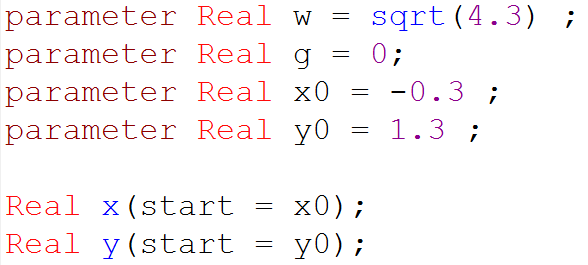 parameter Real w = sqrt(4.3) ;
parameter Real g = 0;
parameter Real x0 = -0.3 ;
parameter Real y0 = 1.3 ;
Real x(start = x0);
Real y(start = y0);